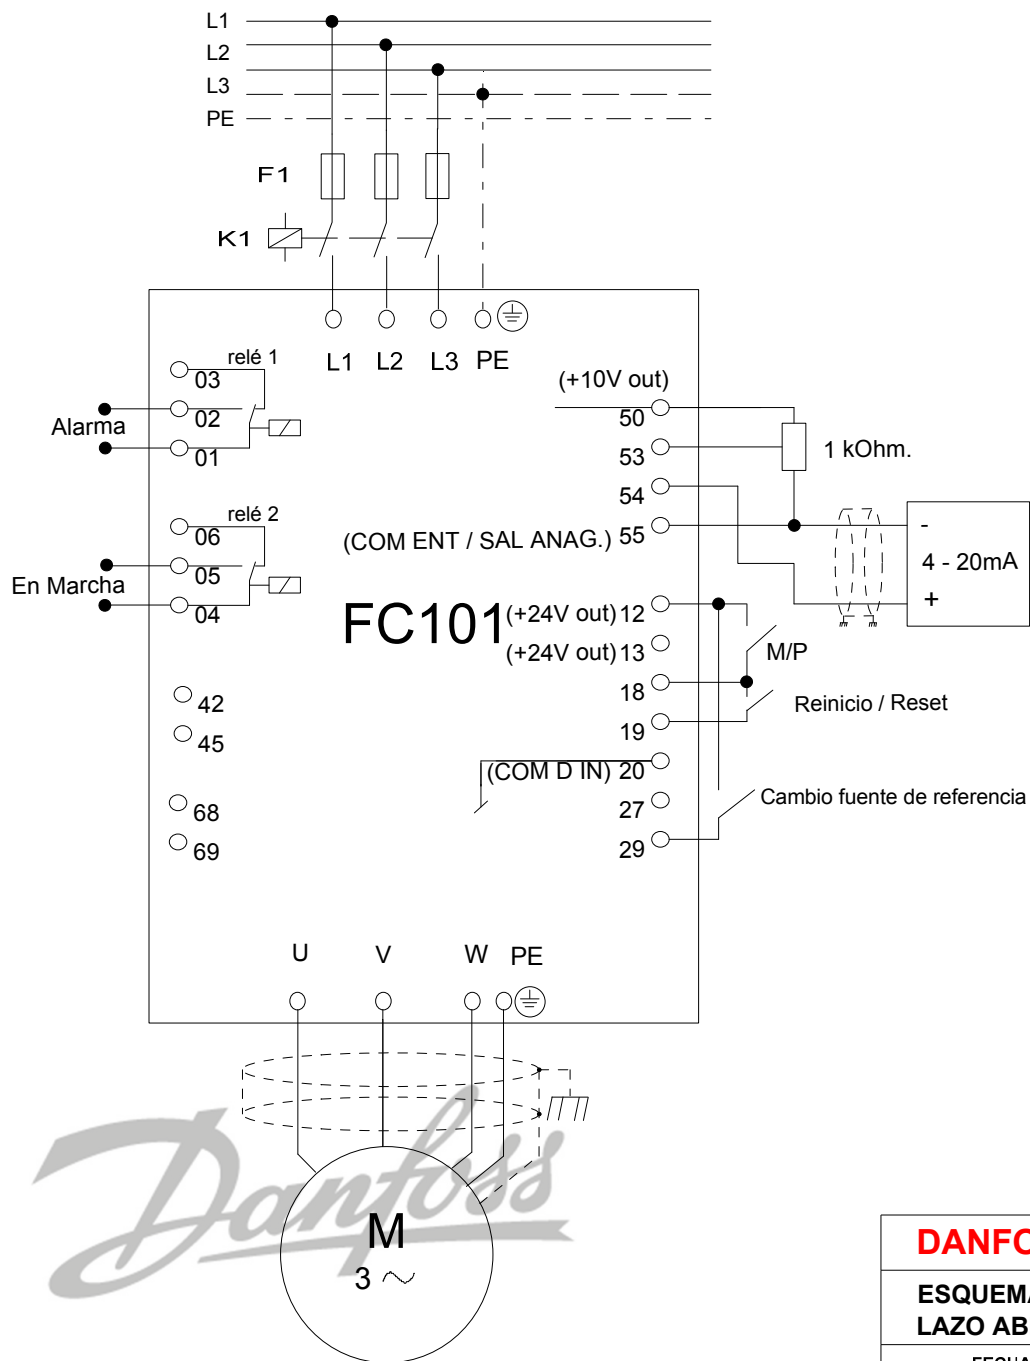 L1
L2
L3
PE
F1
K1
L1 L2 L3 PE
03 relé 1
02
01
Alarma
06 relé 2
05
04
En Marcha
(+10V out)
50
53
54
(COM ENT / SAL ANAG.) 55
1 kOhm.
-
4 - 20mA
+
FC101
(+24V out) 12
(+24V out) 13
M/P
18
Reinicio / Reset
19
(COM D IN) 20
27
Cambio fuente de referencia
29
42
45
68
69
U V W PE
Danfoss
M
3 ~
DANFO
ESQUEMA
LAZO AB